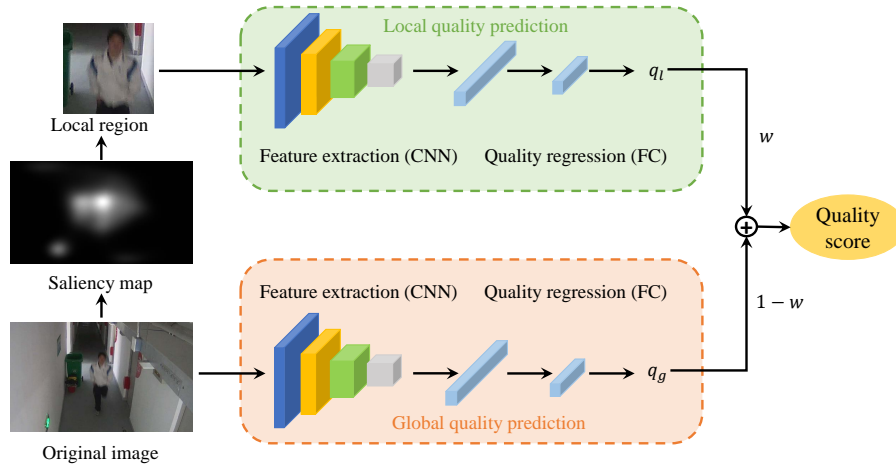 Local quality prediction
Local region
q_l
Feature extraction (CNN) Quality regression (FC)
w
Quality
score
Saliency map
Feature extraction (CNN) Quality regression (FC)
1 − w
q_g
Global quality prediction
Original image